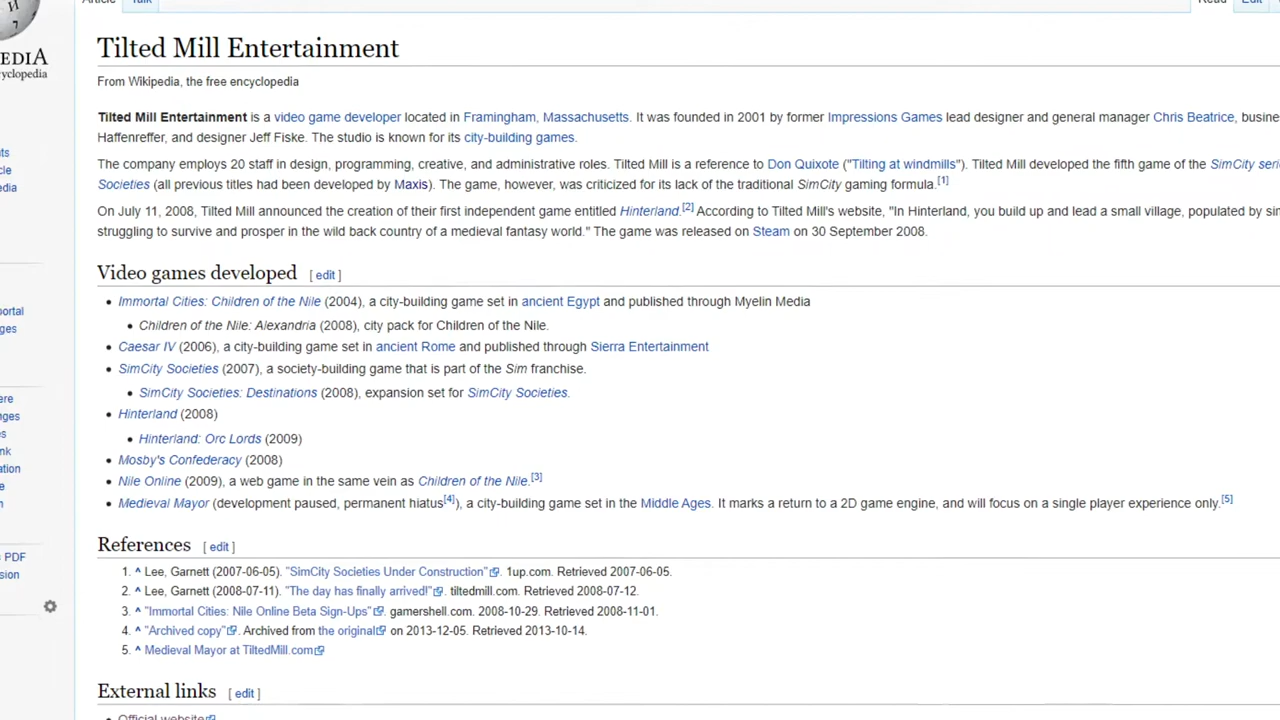 Article Talk Read Edit
PEDIA
cyclopedia
Tilted Mill Entertainment
From Wikipedia, the free encyclopedia
Tilted Mill Entertainment is a video game developer located in Framingham, Massachusetts. It was founded in 2001 by former Impressions Games lead designer and general manager Chris Beatrice, busine
Haffenreffer, and designer Jeff Fiske. The studio is known for its city-building games.
The company employs 20 staff in design, programming, creative, and administrative roles. Tilted Mill is a reference to Don Quixote ("Tilting at windmills"). Tilted Mill developed the fifth game of the SimCity seri
Societies (all previous titles had been developed by Maxis). The game, however, was criticized for its lack of the traditional SimCity gaming formula.[1]
On July 11, 2008, Tilted Mill announced the creation of their first independent game entitled Hinterland.[2] According to Tilted Mill's website, "In Hinterland, you build up and lead a small village, populated by sim
struggling to survive and prosper in the wild back country of a medieval fantasy world." The game was released on Steam on 30 September 2008.
Video games developed [ edit ]
• Immortal Cities: Children of the Nile (2004), a city-building game set in ancient Egypt and published through Myelin Media
• Children of the Nile: Alexandria (2008), city pack for Children of the Nile.
• Caesar IV (2006), a city-building game set in ancient Rome and published through Sierra Entertainment
• SimCity Societies (2007), a society-building game that is part of the Sim franchise.
• SimCity Societies: Destinations (2008), expansion set for SimCity Societies.
• Hinterland (2008)
• Hinterland: Orc Lords (2009)
• Mosby's Confederacy (2008)
• Nile Online (2009), a web game in the same vein as Children of the Nile.[3]
• Medieval Mayor (development paused, permanent hiatus[4]), a city-building game set in the Middle Ages. It marks a return to a 2D game engine, and will focus on a single player experience only.[5]
References [ edit ]
1. ^ Lee, Garnett (2007-06-05). "SimCity Societies Under Construction". 1up.com. Retrieved 2007-06-05.
2. ^ Lee, Garnett (2008-07-11). "The day has finally arrived!". tiltedmill.com. Retrieved 2008-07-12.
3. ^ "Immortal Cities: Nile Online Beta Sign-Ups". gamershell.com. 2008-10-29. Retrieved 2008-11-01.
4. ^ "Archived copy". Archived from the original on 2013-12-05. Retrieved 2013-10-14.
5. ^ Medieval Mayor at TiltedMill.com
External links [ edit ]
• Official website